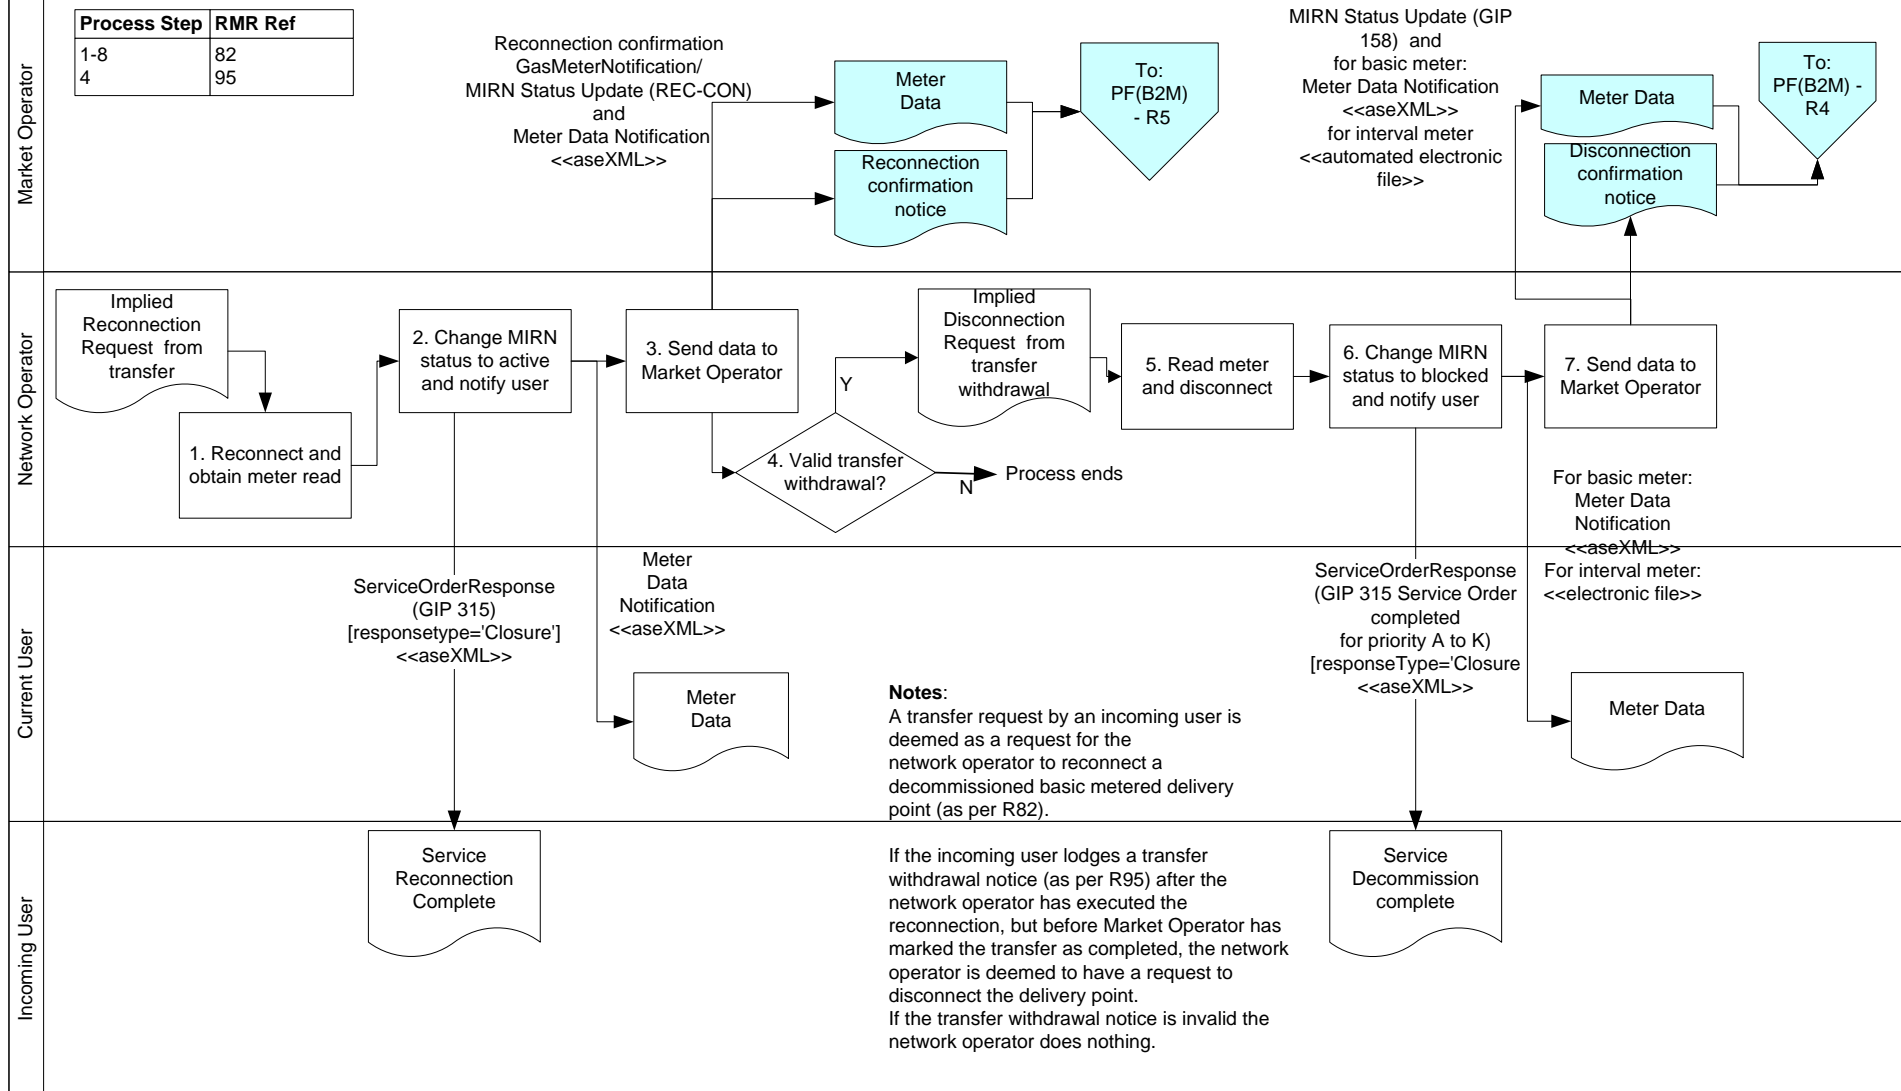 Market Operator
Process Step RMR Ref
1-8 82
4 95
Reconnection confirmation
GasMeterNotification/
MIRN Status Update (REC-CON)
and
Meter Data Notification
<<aseXML>>
Meter
Data
Reconnection
confirmation
notice
To:
PF(B2M)
- R5
MIRN Status Update (GIP
158)  and
for basic meter:
Meter Data Notification
<<aseXML>>
for interval meter
<<automated electronic
file>>
Meter Data
Disconnection
confirmation
notice
To:
PF(B2M) -
R4
Network Operator
Implied
Reconnection
Request  from
transfer
1. Reconnect and
obtain meter read
2. Change MIRN
status to active
and notify user
3. Send data to
Market Operator
4. Valid transfer
withdrawal?
Y
N
Process ends
Implied
Disconnection
Request  from
transfer
withdrawal
5. Read meter
and disconnect
6. Change MIRN
status to blocked
and notify user
7. Send data to
Market Operator
For basic meter:
Meter Data
Notification
<<aseXML>>
For interval meter:
<<electronic file>>
Current User
ServiceOrderResponse
(GIP 315)
[responsetype='Closure']
<<aseXML>>
Meter
Data
Notification
<<aseXML>>
Meter
Data
Notes:
A transfer request by an incoming user is
deemed as a request for the
network operator to reconnect a
decommissioned basic metered delivery
point (as per R82).
ServiceOrderResponse
(GIP 315 Service Order
completed
for priority A to K)
[responseType='Closure
<<aseXML>>
Meter Data
Incoming User
Service
Reconnection
Complete
If the incoming user lodges a transfer
withdrawal notice (as per R95) after the
network operator has executed the
reconnection, but before Market Operator has
marked the transfer as completed, the network
operator is deemed to have a request to
disconnect the delivery point.
If the transfer withdrawal notice is invalid the
network operator does nothing.
Service
Decommission
complete